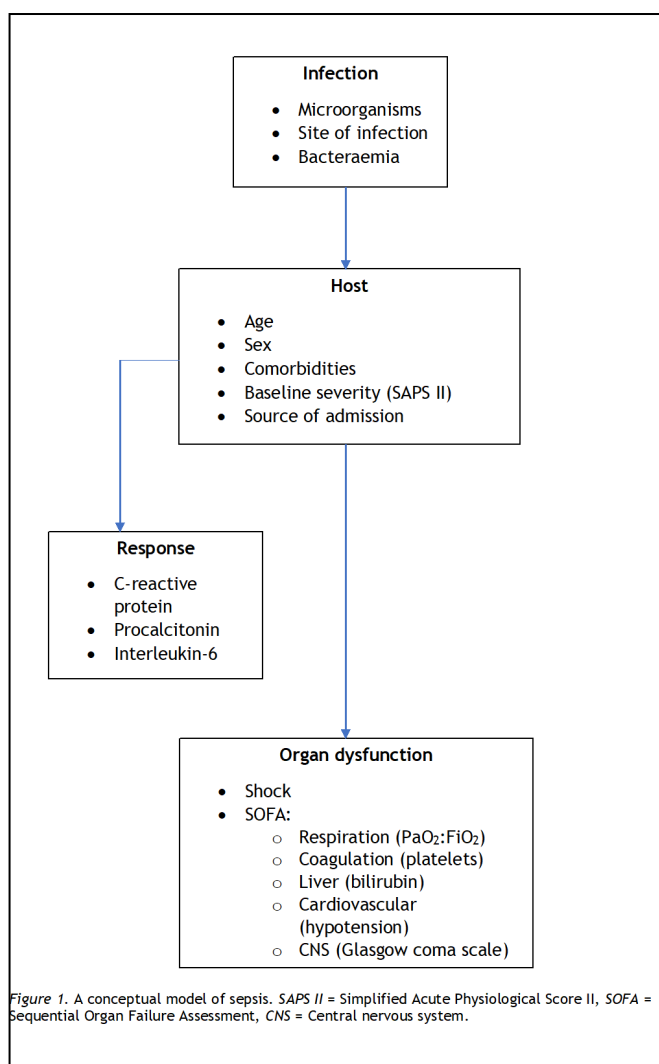 Infection
• Microorganisms
• Site of infection
• Bacteraemia
Host
• Age
• Sex
• Comorbidities
• Baseline severity (SAPS II)
• Source of admission
Response
• C-reactive
protein
• Procalcitonin
• Interleukin-6
Organ dysfunction
• Shock
• SOFA:
o Respiration (PaO₂:FiO₂)
o Coagulation (platelets)
o Liver (bilirubin)
o Cardiovascular
(hypotension)
o CNS (Glasgow coma scale)
Figure 1. A conceptual model of sepsis. SAPS II = Simplified Acute Physiological Score II, SOFA =
Sequential Organ Failure Assessment, CNS = Central nervous system.